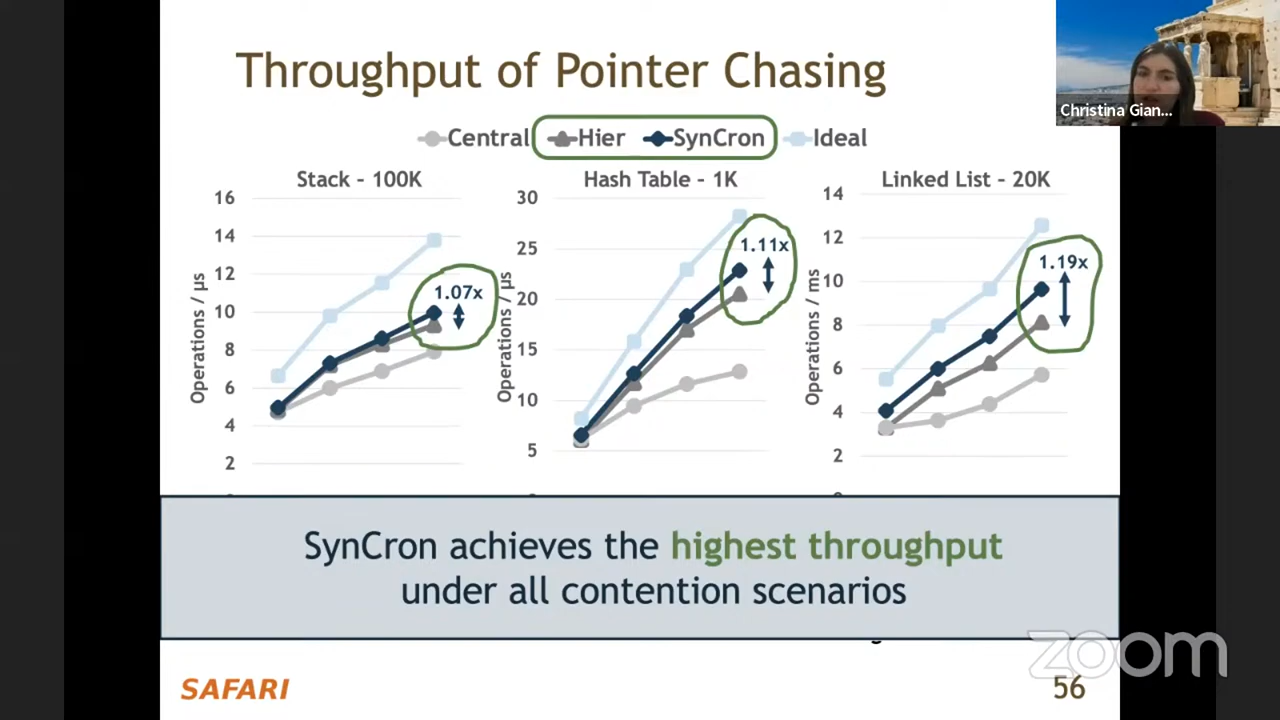 Throughput of Pointer Chasing
Christina Gian...
Central Hier SynCron Ideal
Stack – 100K
Operations / µs
16
14
12
10
8
6
4
2
1.07x
Hash Table – 1K
Operations / µs
30
25
20
15
10
5
1.11x
Linked List – 20K
Operations / ms
14
12
10
8
6
4
2
1.19x
SynCron achieves the highest throughput
under all contention scenarios
SAFARI
56
zoom